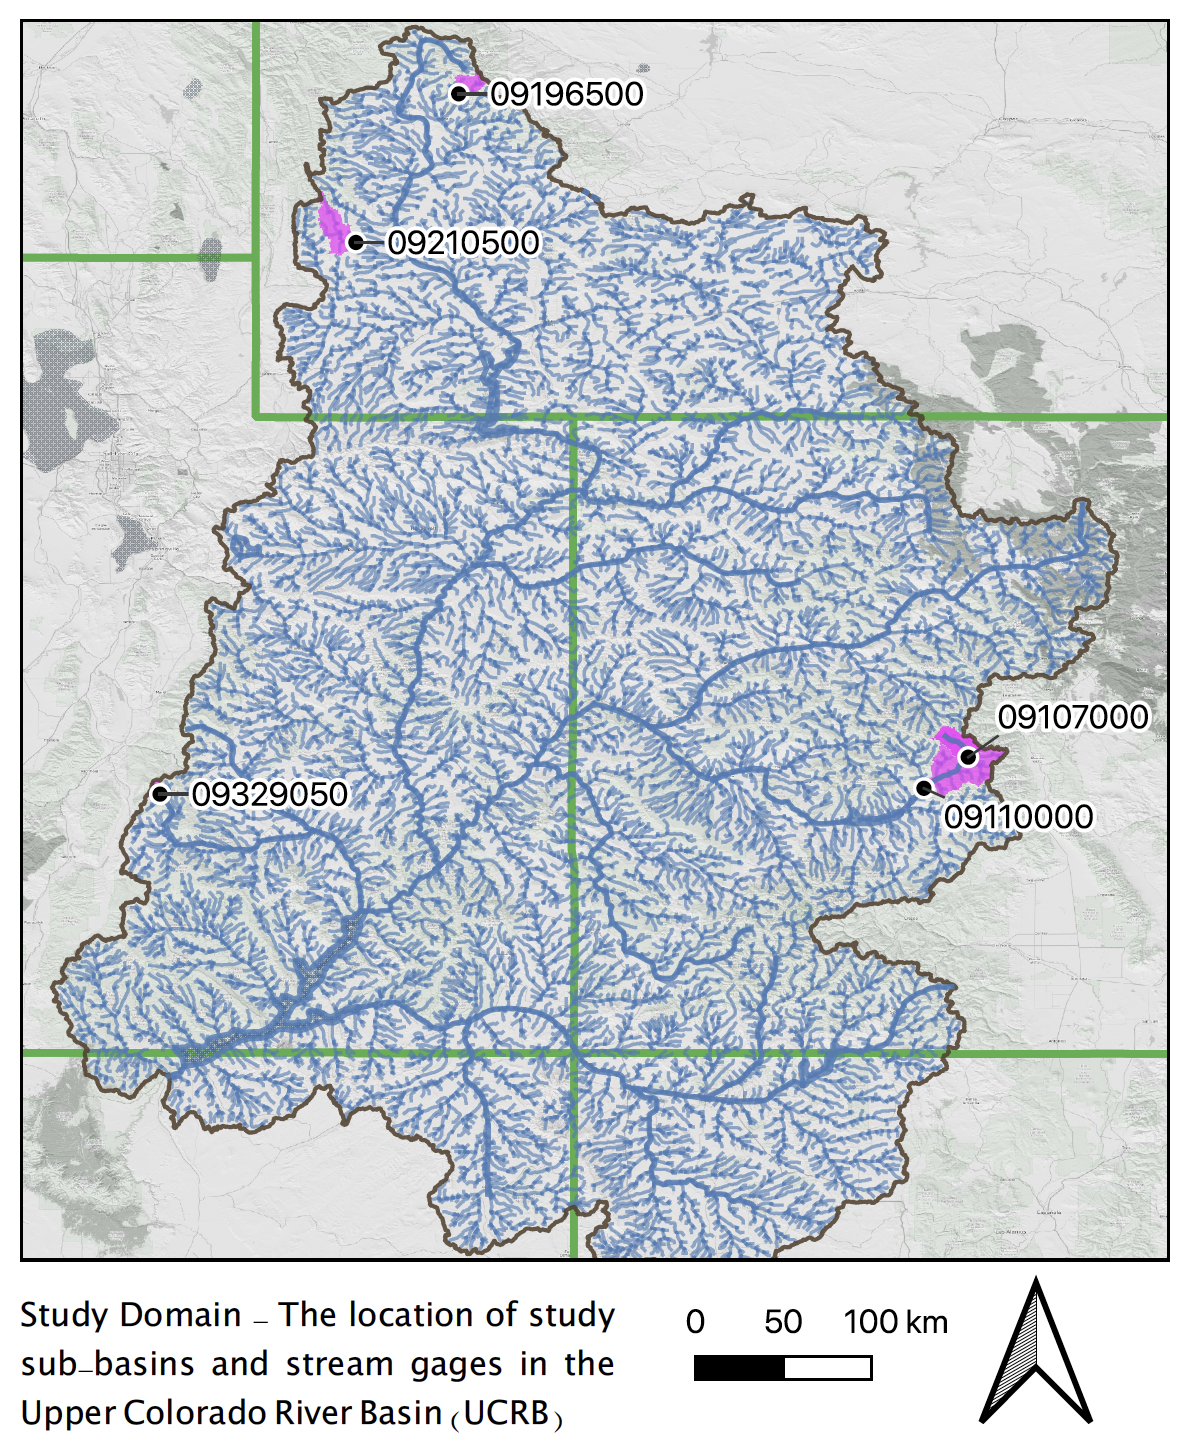 09196500
09210500
09107000
09329050
09110000
Study Domain – The location of study
sub–basins and stream gages in the
Upper Colorado River Basin (UCRB)
0 50 100 km